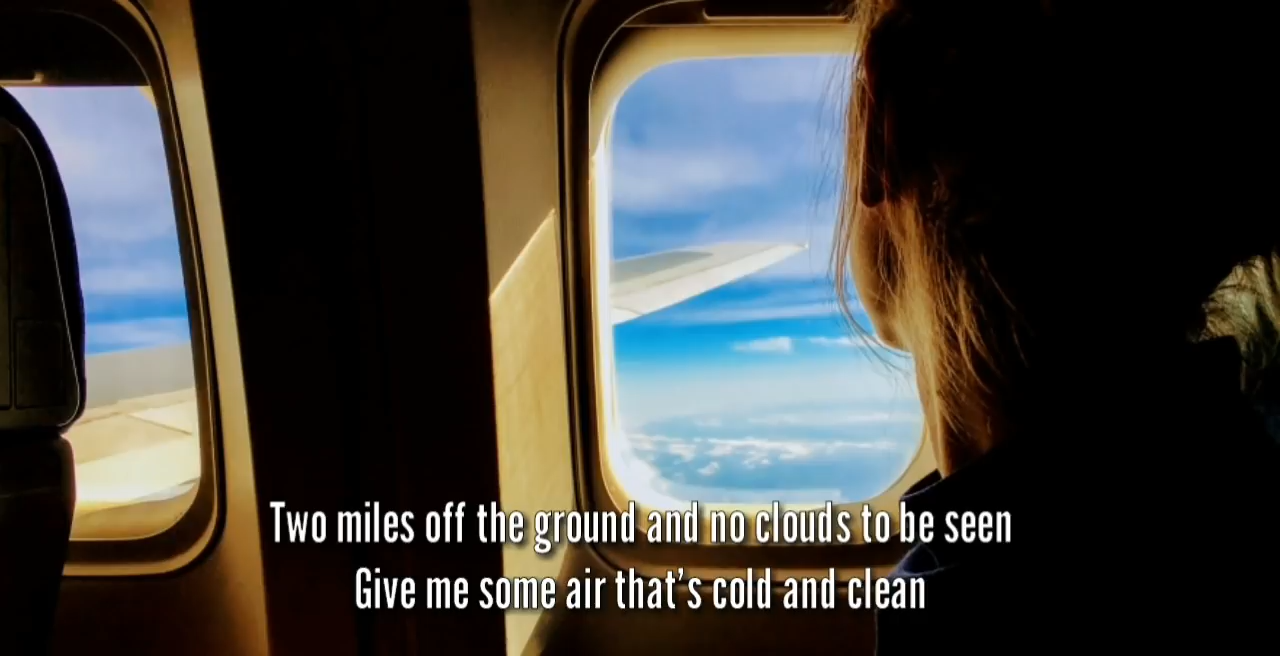 Two miles off the ground and no clouds to be seen
Give me some air that’s cold and clean